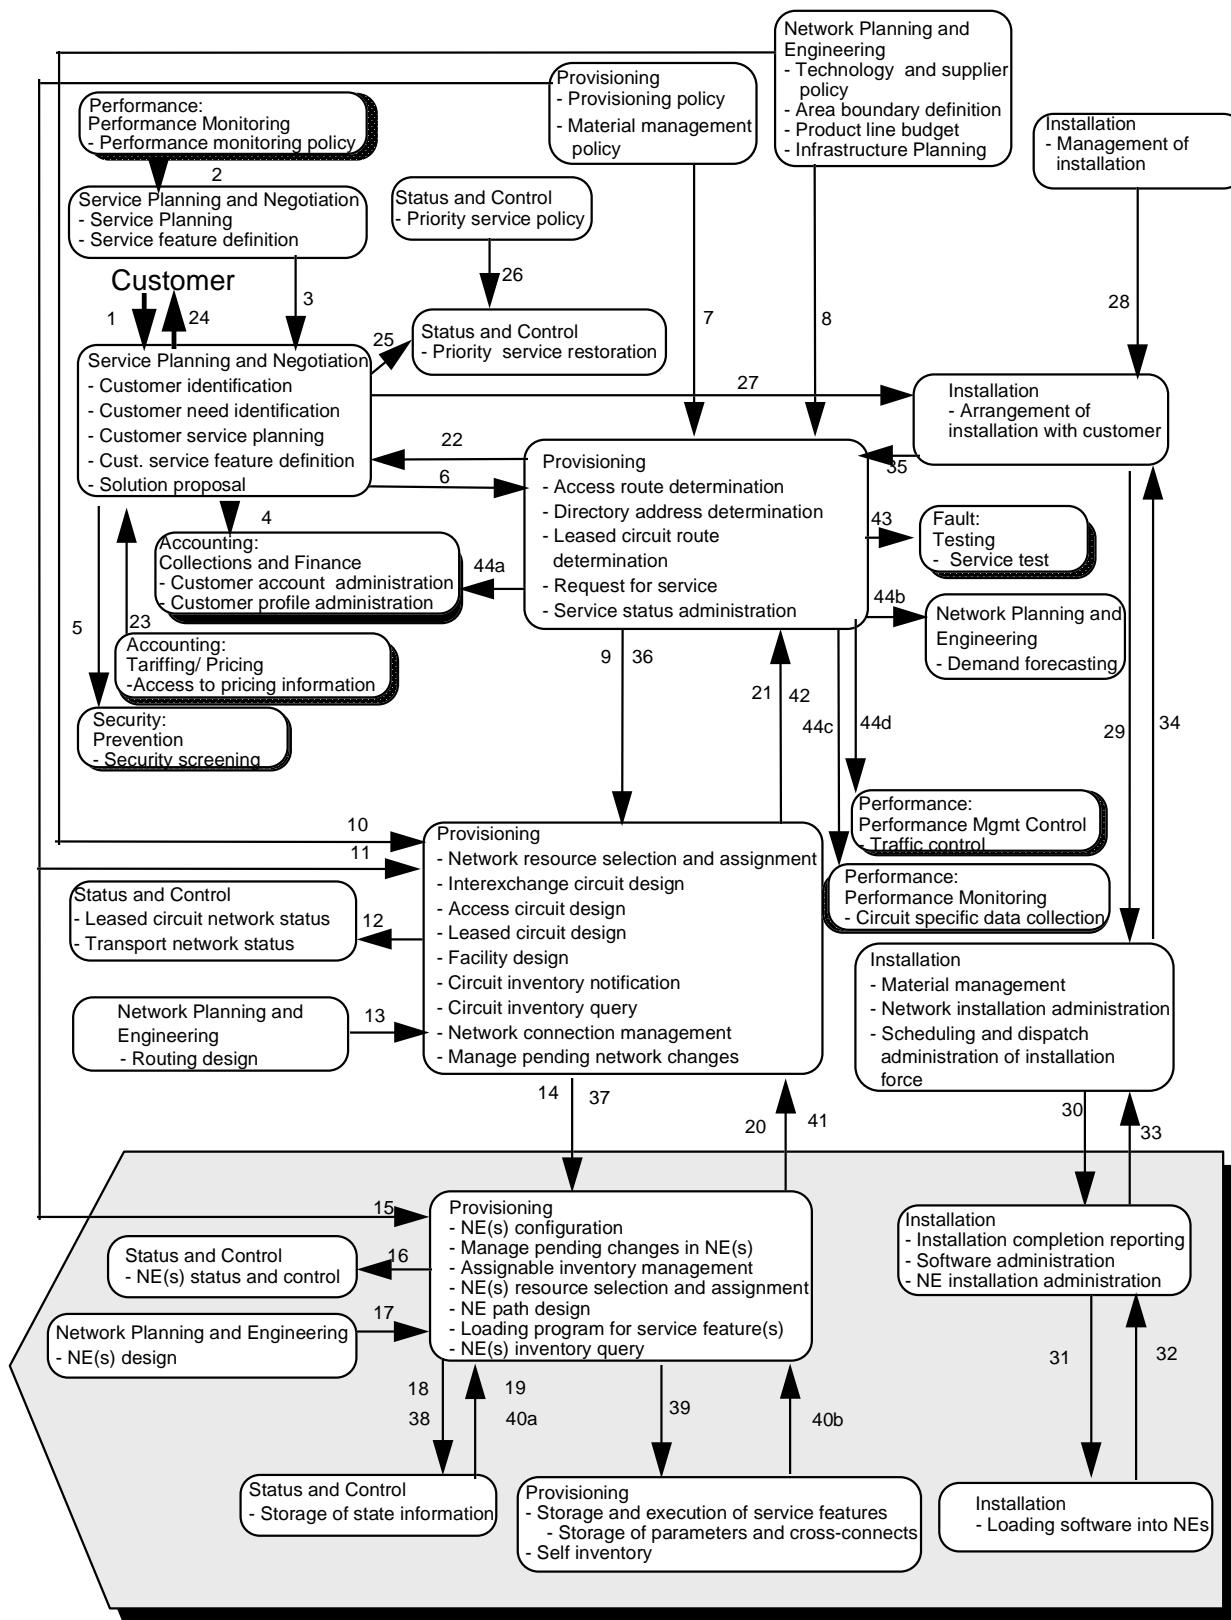 Network Planning and
Engineering
- Technology and supplier
policy
- Area boundary definition
- Product line budget
- Infrastructure Planning
Provisioning
- Provisioning policy
- Material management
policy
Performance:
Performance Monitoring
- Performance monitoring policy
Installation
- Management of
installation
2
Service Planning and Negotiation
- Service Planning
- Service feature definition
Status and Control
- Priority service policy
Customer
1
24
3
26
7
8
28
Status and Control
- Priority service restoration
25
Service Planning and Negotiation
- Customer identification
- Customer need identification
- Customer service planning
- Cust. service feature definition
- Solution proposal
27
Installation
- Arrangement of
installation with customer
22
6
35
Provisioning
- Access route determination
- Directory address determination
- Leased circuit route
determination
- Request for service
- Service status administration
4
43
Fault:
Testing
- Service test
Accounting:
Collections and Finance
- Customer account administration
- Customer profile administration
44a
44b
Network Planning and
Engineering
- Demand forecasting
5
23
Accounting:
Tariffing/ Pricing
-Access to pricing information
9
36
21
42
44c
44d
29
34
Security:
Prevention
- Security screening
Performance:
Performance Mgmt Control
- Traffic control
10
11
Provisioning
- Network resource selection and assignment
- Interexchange circuit design
- Access circuit design
- Leased circuit design
- Facility design
- Circuit inventory notification
- Circuit inventory query
- Network connection management
- Manage pending network changes
Performance:
Performance Monitoring
- Circuit specific data collection
Status and Control
- Leased circuit network status
- Transport network status
12
Installation
- Material management
- Network installation administration
- Scheduling and dispatch
administration of installation
force
Network Planning and
Engineering
- Routing design
13
14
37
20
41
30
33
15
Provisioning
- NE(s) configuration
- Manage pending changes in NE(s)
- Assignable inventory management
- NE(s) resource selection and assignment
- NE path design
- Loading program for service feature(s)
- NE(s) inventory query
Installation
- Installation completion reporting
- Software administration
- NE installation administration
Status and Control
- NE(s) status and control
16
Network Planning and Engineering
- NE(s) design
17
18
38
19
40a
39
40b
31
32
Status and Control
- Storage of state information
Provisioning
- Storage and execution of service features
- Storage of parameters and cross-connects
- Self inventory
Installation
- Loading software into NEs